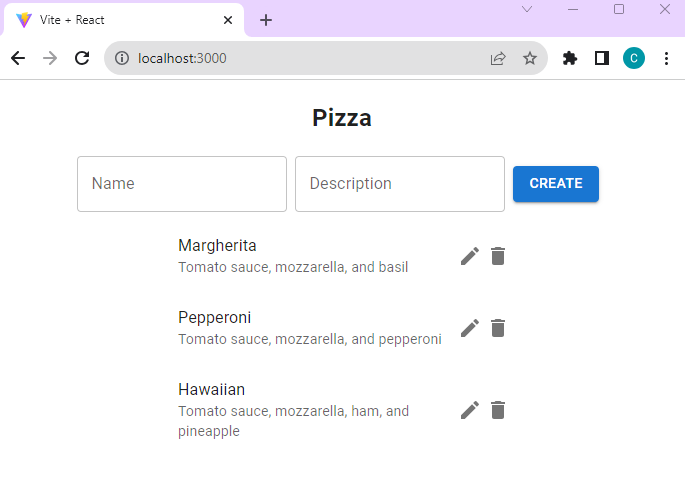 Vite + React
localhost:3000
C
Pizza
Name
Description
CREATE
Margherita
Tomato sauce, mozzarella, and basil
Pepperoni
Tomato sauce, mozzarella, and pepperoni
Hawaiian
Tomato sauce, mozzarella, ham, and
pineapple